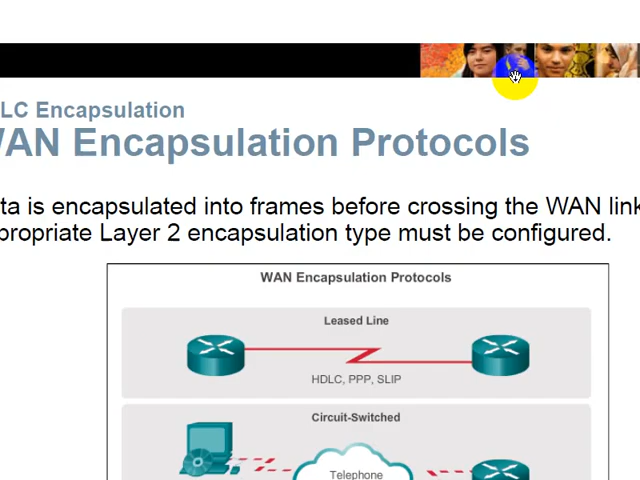 LC Encapsulation
WAN Encapsulation Protocols
ta is encapsulated into frames before crossing the WAN link
propriate Layer 2 encapsulation type must be configured.
WAN Encapsulation Protocols
Leased Line
HDLC, PPP, SLIP
Circuit-Switched
Telephone